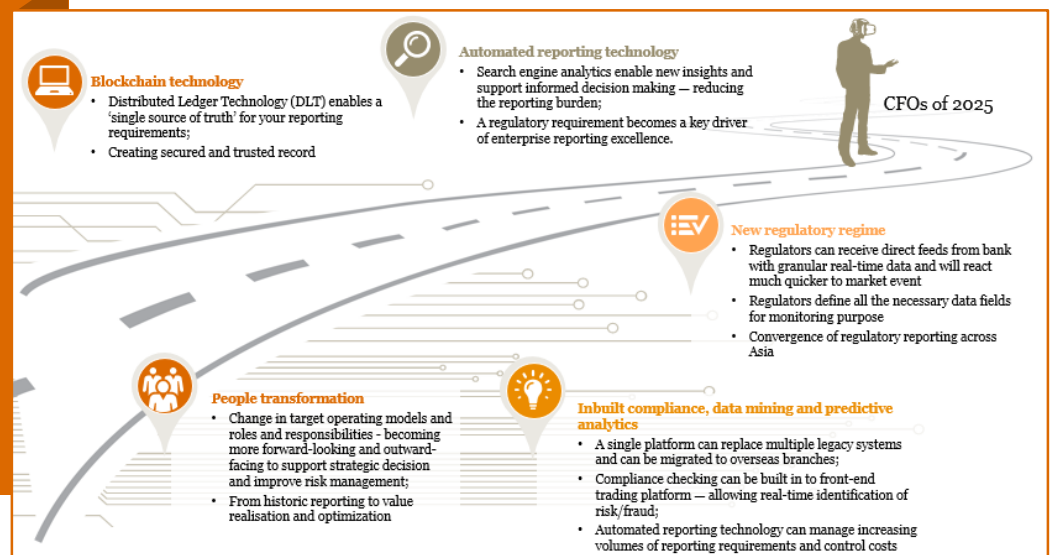 Blockchain technology
• Distributed Ledger Technology (DLT) enables a
‘single source of truth’ for your reporting
requirements;
• Creating secured and trusted record
Automated reporting technology
• Search engine analytics enable new insights and
support informed decision making — reducing
the reporting burden;
• A regulatory requirement becomes a key driver
of enterprise reporting excellence.
CFOs of 2025
New regulatory regime
• Regulators can receive direct feeds from bank
with granular real-time data and will react
much quicker to market event
• Regulators define all the necessary data fields
for monitoring purpose
• Convergence of regulatory reporting across
Asia
People transformation
• Change in target operating models and
roles and responsibilities - becoming
more forward-looking and outward-
facing to support strategic decision
and improve risk management;
• From historic reporting to value
realisation and optimization
Inbuilt compliance, data mining and predictive
analytics
• A single platform can replace multiple legacy systems
and can be migrated to overseas branches;
• Compliance checking can be built in to front-end
trading platform — allowing real-time identification of
risk/fraud;
• Automated reporting technology can manage increasing
volumes of reporting requirements and control costs